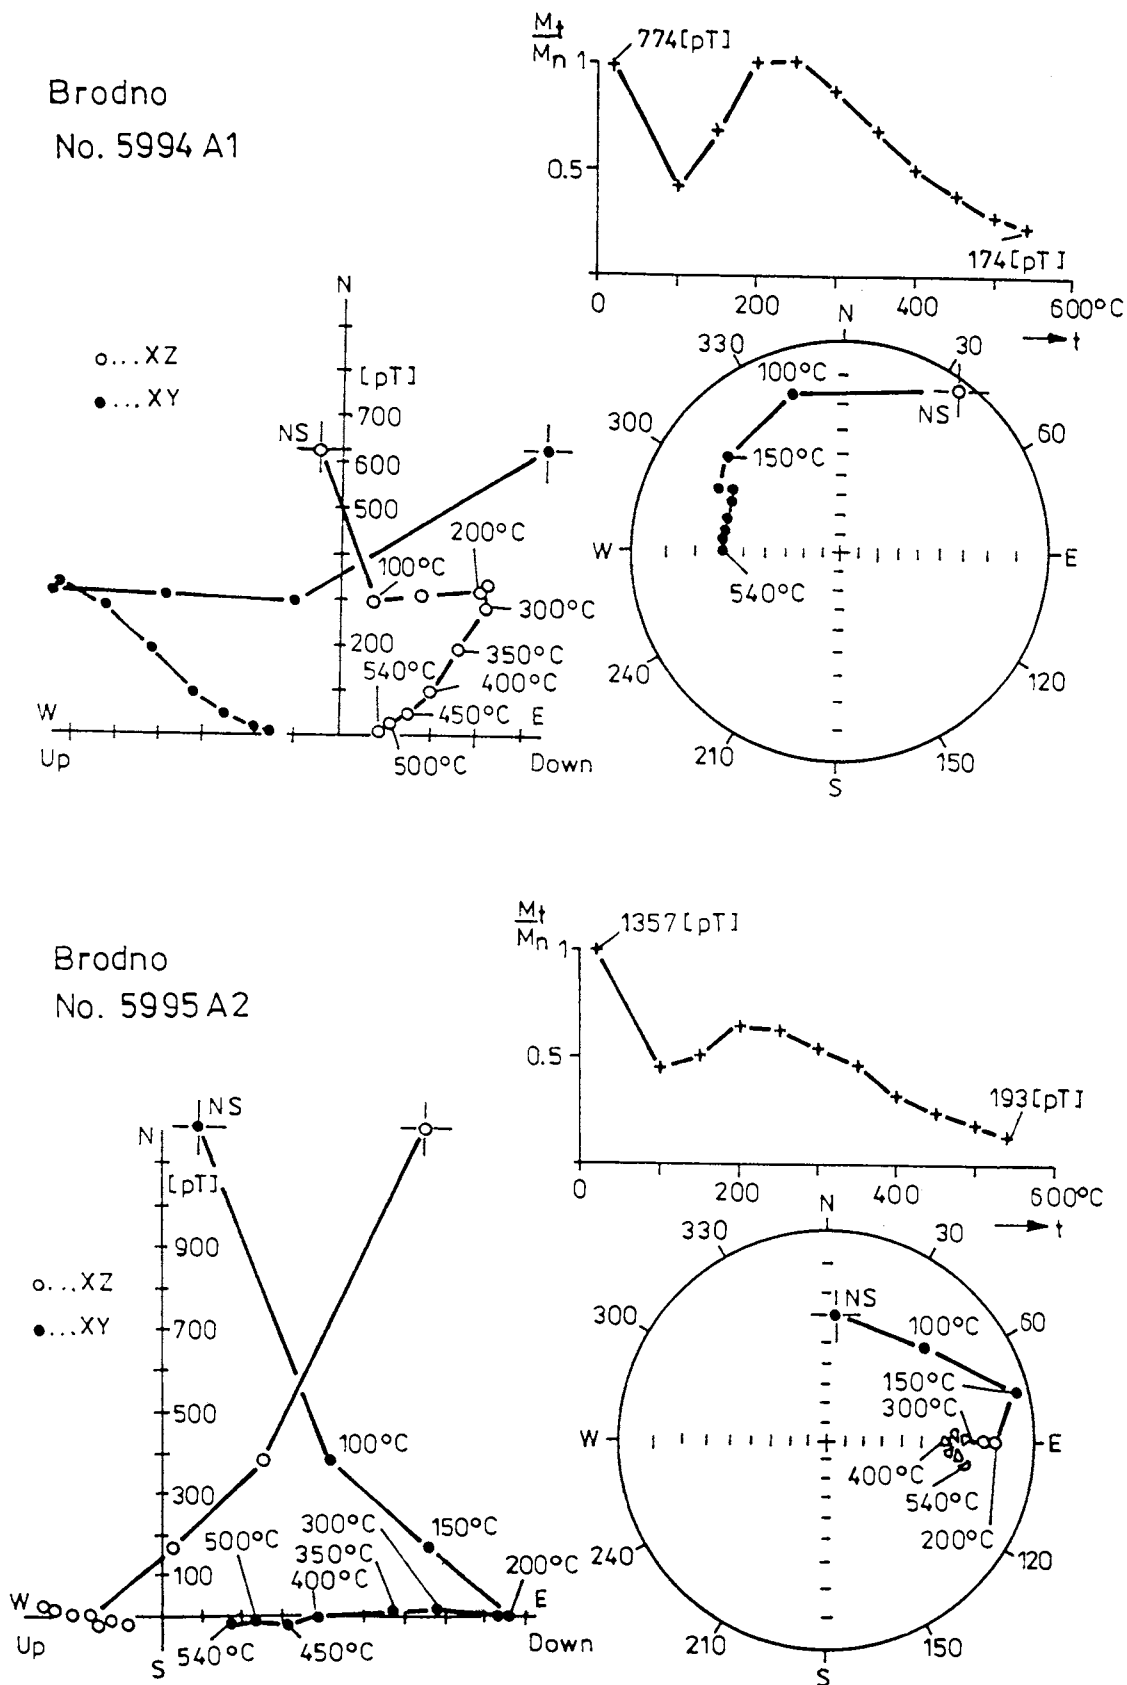 Brodno
No. 5994 A1
Mt
Mn
1
774[pT]
0.5
174[pT]
0
200
400
600°C
t
N
o...XZ
•...XY
[pT]
700
600
500
200
NS
100°C
200°C
300°C
350°C
400°C
450°C
500°C
540°C
W
E
Up
Down
N
330
30
300
60
W
E
240
120
210
150
S
100°C
NS
150°C
540°C
Brodno
No. 5995 A2
Mt
Mn
1
1357[pT]
0.5
193[pT]
0
200
400
600°C
t
N
NS
[pT]
900
700
500
300
100
o...XZ
•...XY
100°C
150°C
200°C
300°C
350°C
400°C
500°C
540°C
450°C
W
E
Up
Down
S
N
330
30
300
60
W
E
240
120
210
150
S
NS
100°C
150°C
300°C
400°C
540°C
200°C